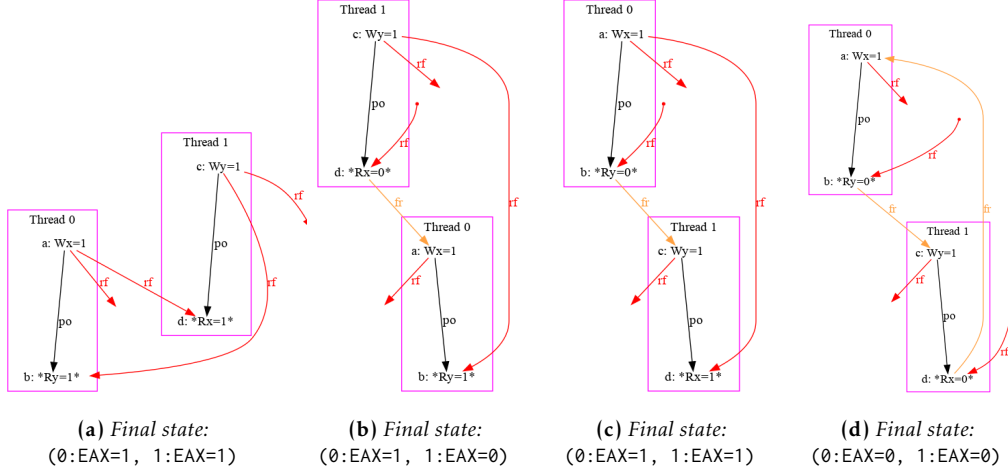 Thread 0
a: Wx=1
rf
rf
po
b: *Ry=1*
Thread 1
c: Wy=1
rf
rf
po
d: *Rx=1*
(a) Final state:
(0:EAX=1, 1:EAX=1)
Thread 1
c: Wy=1
rf
po
rf
d: *Rx=0*
fr
rf
Thread 0
a: Wx=1
rf
po
b: *Ry=1*
(b) Final state:
(0:EAX=1, 1:EAX=0)
Thread 0
a: Wx=1
rf
po
rf
b: *Ry=0*
fr
rf
Thread 1
c: Wy=1
rf
po
d: *Rx=1*
(c) Final state:
(0:EAX=1, 1:EAX=1)
Thread 0
a: Wx=1
rf
po
rf
b: *Ry=0*
fr
fr
Thread 1
c: Wy=1
rf
po
rf
d: *Rx=0*
(d) Final state:
(0:EAX=0, 1:EAX=0)